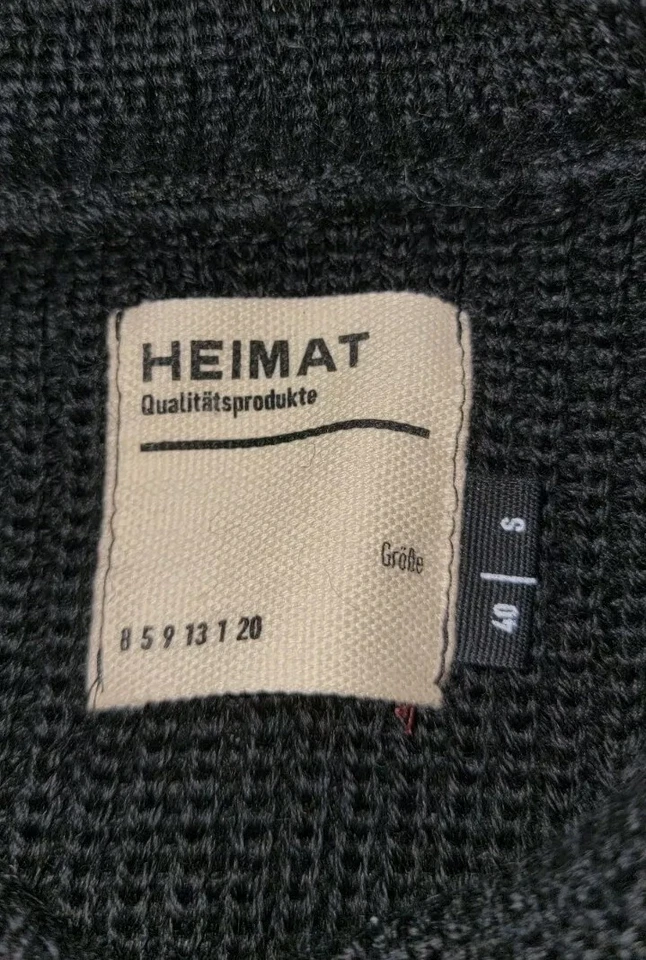 HEIMAT
Qualitätsprodukte
Größe
8 5 9 13 1 20
40 | S